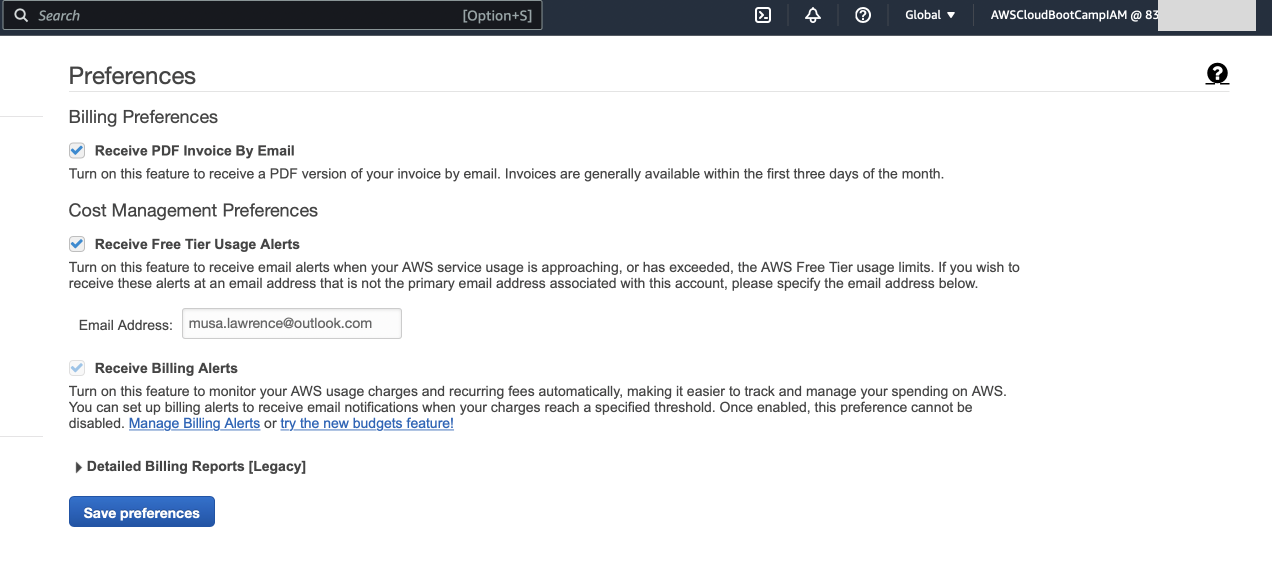 Search [Option+S] Global AWSCloudBootCampIAM @ 83
Preferences
Billing Preferences
Receive PDF Invoice By Email
Turn on this feature to receive a PDF version of your invoice by email. Invoices are generally available within the first three days of the month.
Cost Management Preferences
Receive Free Tier Usage Alerts
Turn on this feature to receive email alerts when your AWS service usage is approaching, or has exceeded, the AWS Free Tier usage limits. If you wish to
receive these alerts at an email address that is not the primary email address associated with this account, please specify the email address below.
Email Address: musa.lawrence@outlook.com
Receive Billing Alerts
Turn on this feature to monitor your AWS usage charges and recurring fees automatically, making it easier to track and manage your spending on AWS.
You can set up billing alerts to receive email notifications when your charges reach a specified threshold. Once enabled, this preference cannot be
disabled. Manage Billing Alerts or try the new budgets feature!
Detailed Billing Reports [Legacy]
Save preferences